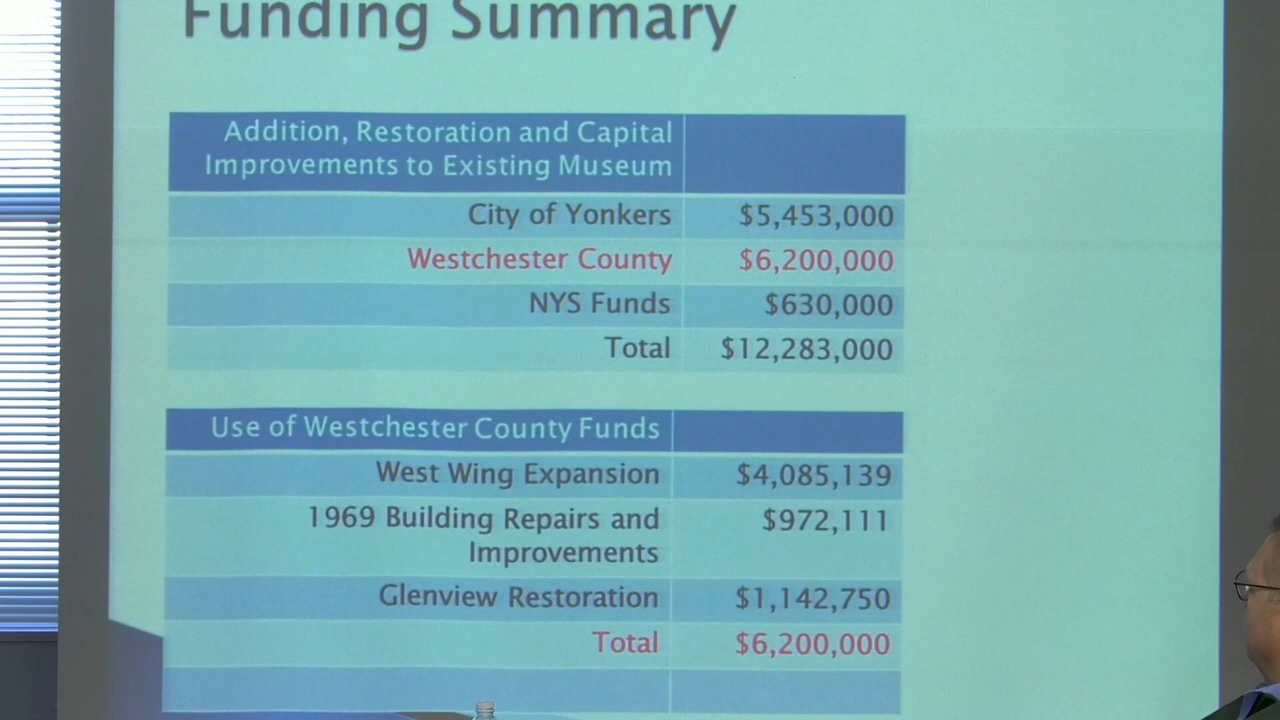 Funding Summary
Addition, Restoration and Capital
Improvements to Existing Museum
City of Yonkers $5,453,000
Westchester County $6,200,000
NYS Funds $630,000
Total $12,283,000
Use of Westchester County Funds
West Wing Expansion $4,085,139
1969 Building Repairs and $972,111
Improvements
Glenview Restoration $1,142,750
Total $6,200,000